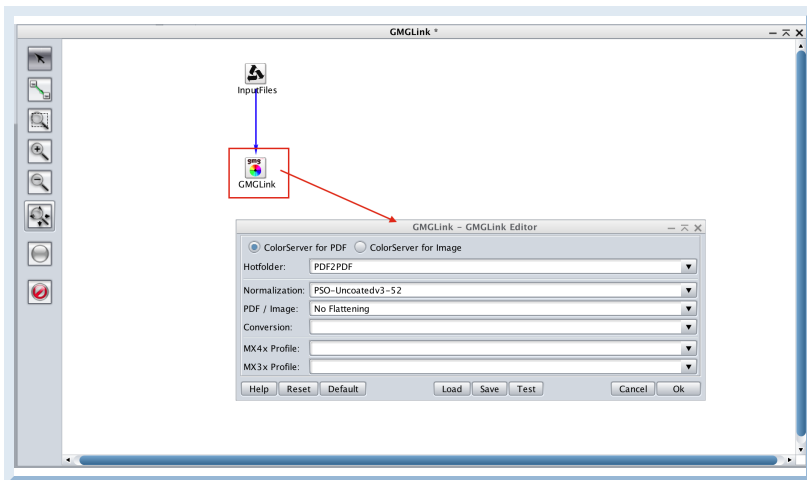 GMGLink *
InputFiles
gmg
GMGLink
GMGLink - GMGLink Editor
ColorServer for PDF ColorServer for Image
Hotfolder: PDF2PDF
Normalization: PSO-Uncoatedv3-52
PDF / Image: No Flattening
Conversion:
MX4x Profile:
MX3x Profile:
Help Reset Default Load Save Test Cancel Ok